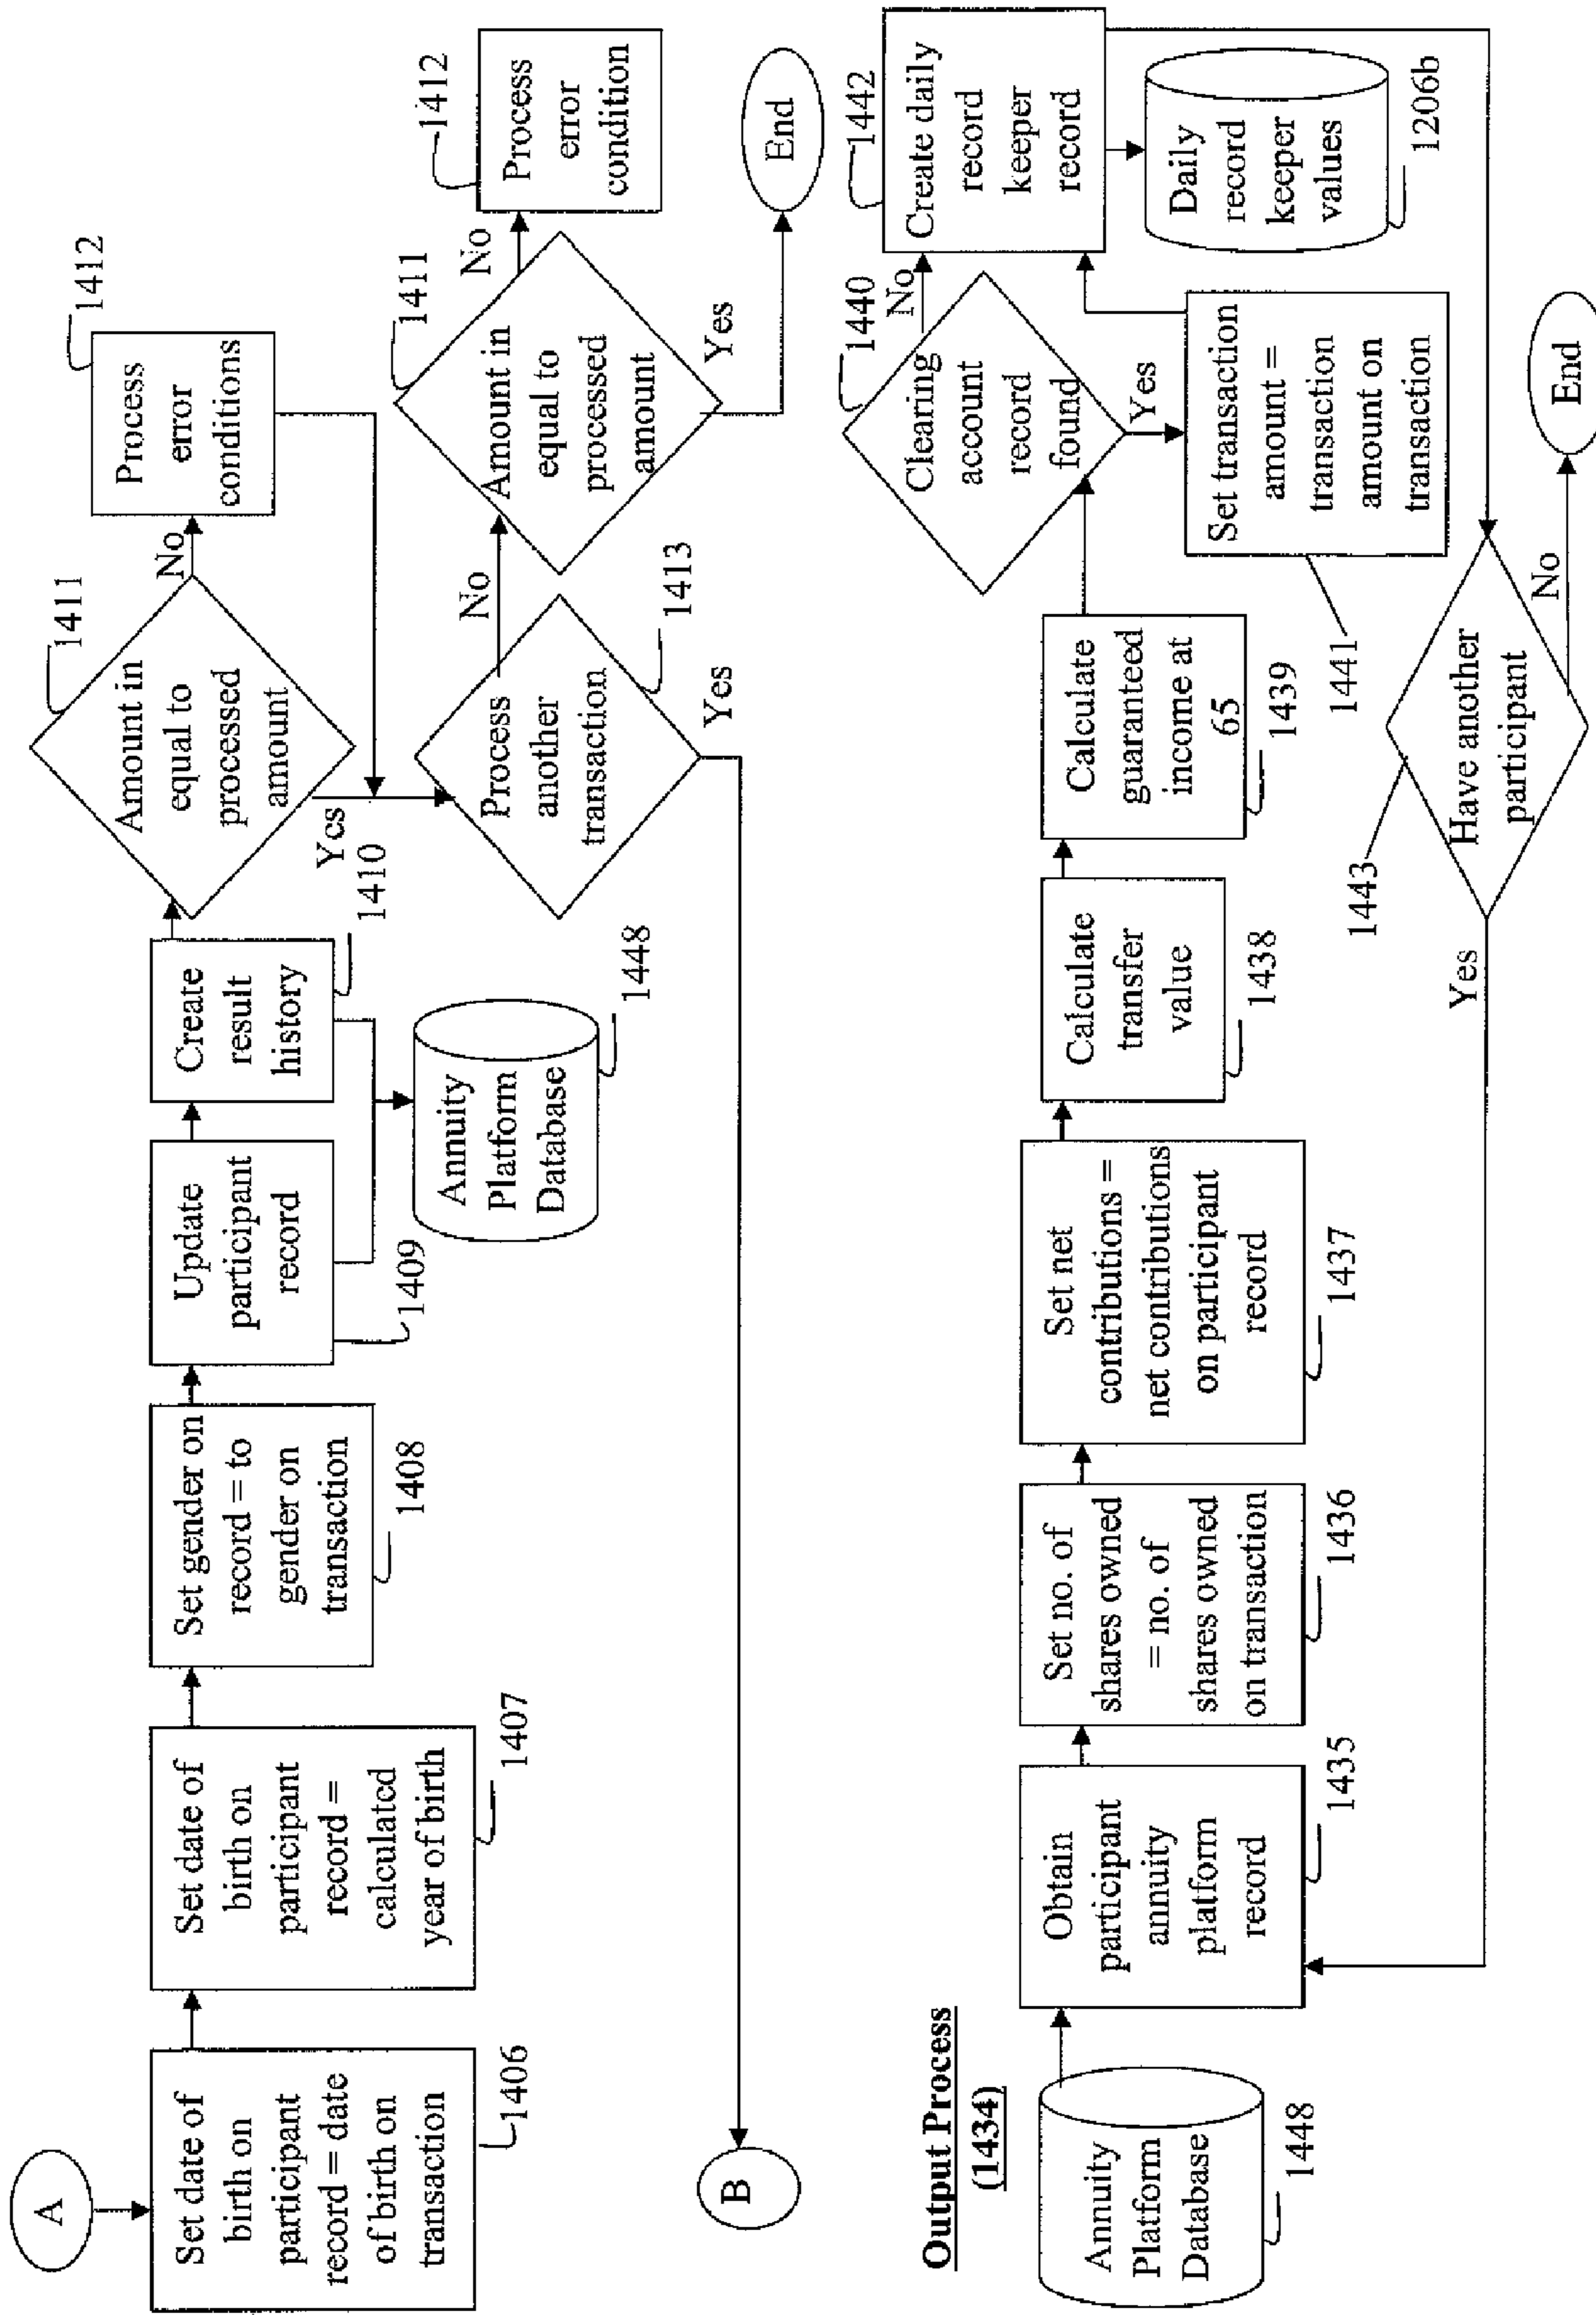 A
Set date of
birth on
participant
record = date
of birth on
transaction
1406
Set date of
birth on
participant
record =
calculated
year of birth
1407
Set gender on
record = to
gender on
transaction
1408
Update
participant
record
1409
Create
result
history
1410
Annuity
Platform
Database
1448
Amount in
equal to
processed
amount
1411
No
Yes
Process
error
conditions
1412
Process
another
transaction
1413
No
Yes
Amount in
equal to
processed
amount
1411
No
Yes
Process
error
condition
1412
End
B
Output Process
(1434)
Annuity
Platform
Database
1448
Obtain
participant
annuity
platform
record
1435
Set no. of
shares owned
= no. of
shares owned
on transaction
1436
Set net
contributions =
net contributions
on participant
record
1437
Calculate
transfer
value
1438
Calculate
guaranteed
income at
65
1439
Clearing
account
record
found
1440
No
Yes
Set transaction
amount =
transaction
amount on
transaction
1441
Create daily
record
keeper
record
1442
Daily
record
keeper
values
1206b
Have another
participant
1443
Yes
No
End